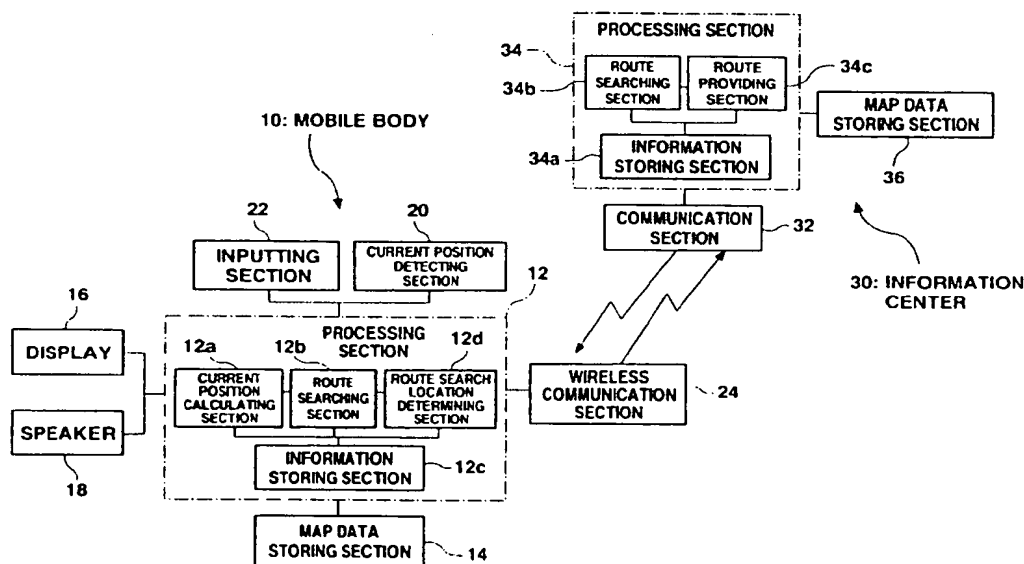 PROCESSING SECTION
34
ROUTE
SEARCHING
SECTION
34b
ROUTE
PROVIDING
SECTION
34c
MAP DATA
STORING SECTION
36
INFORMATION
STORING SECTION
34a
COMMUNICATION
SECTION
32
30: INFORMATION
CENTER
10: MOBILE BODY
22
INPUTTING
SECTION
20
CURRENT POSITION
DETECTING
SECTION
12
PROCESSING
SECTION
16
DISPLAY
SPEAKER
18
12a
CURRENT
POSITION
CALCULATING
SECTION
12b
ROUTE
SEARCHING
SECTION
12d
ROUTE SEARCH
LOCATION
DETERMINING
SECTION
INFORMATION
STORING SECTION
12c
WIRELESS
COMMUNICATION
SECTION
24
MAP DATA
STORING SECTION
14